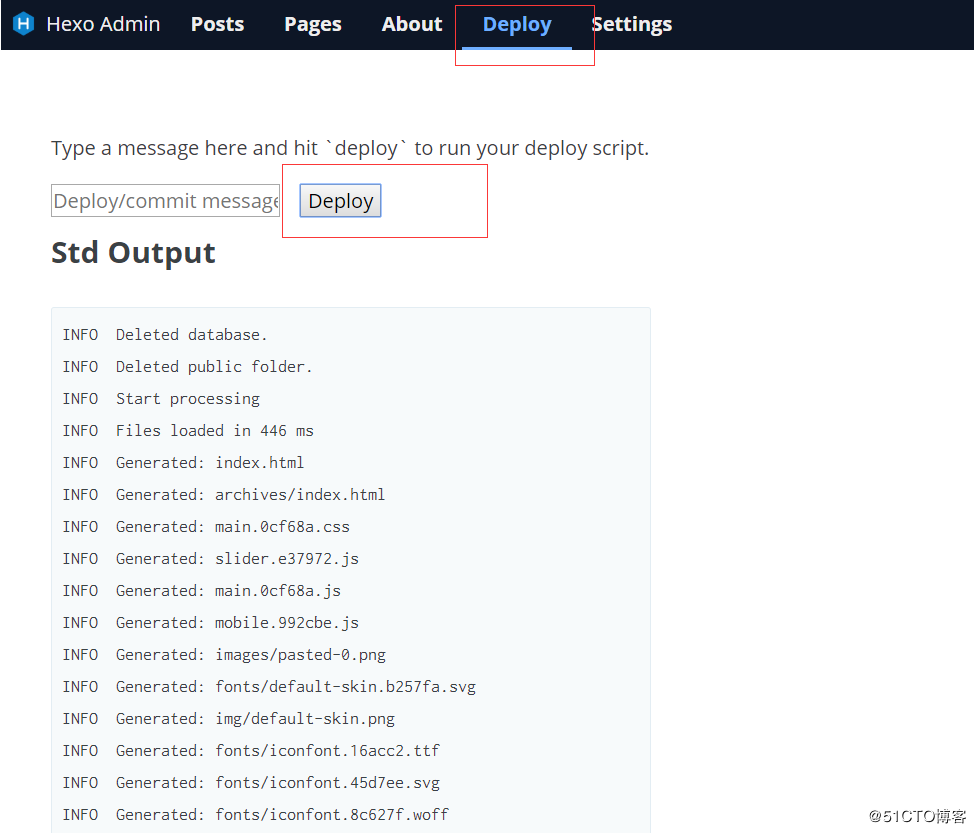 Hexo Admin Posts Pages About Deploy Settings
Type a message here and hit `deploy` to run your deploy script.
Deploy/commit message Deploy
Std Output
INFO  Deleted database.
INFO  Deleted public folder.
INFO  Start processing
INFO  Files loaded in 446 ms
INFO  Generated: index.html
INFO  Generated: archives/index.html
INFO  Generated: main.0cf68a.css
INFO  Generated: slider.e37972.js
INFO  Generated: main.0cf68a.js
INFO  Generated: mobile.992cbe.js
INFO  Generated: images/pasted-0.png
INFO  Generated: fonts/default-skin.b257fa.svg
INFO  Generated: img/default-skin.png
INFO  Generated: fonts/iconfont.16acc2.ttf
INFO  Generated: fonts/iconfont.45d7ee.svg
INFO  Generated: fonts/iconfont.8c627f.woff
@51CTO博客